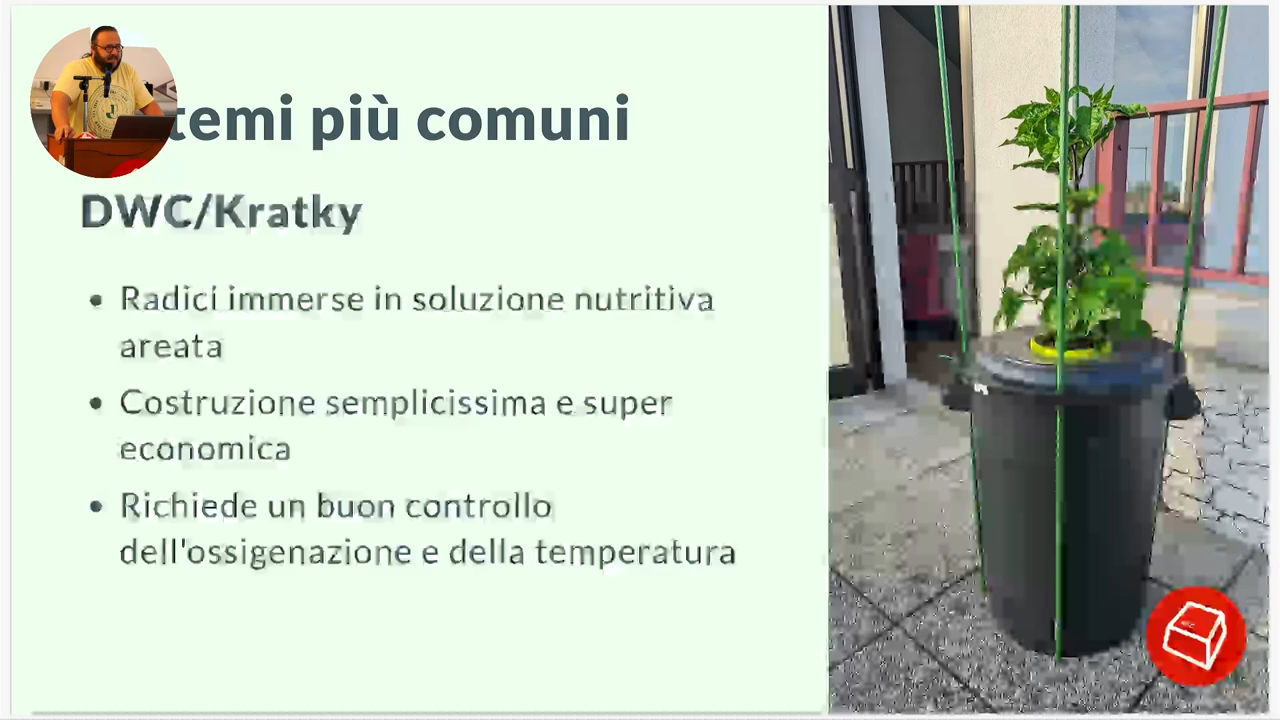 temi più comuni
DWC/Kratky
• Radici immerse in soluzione nutritiva
areata
• Costruzione semplicissima e super
economica
• Richiede un buon controllo
dell'ossigenazione e della temperatura